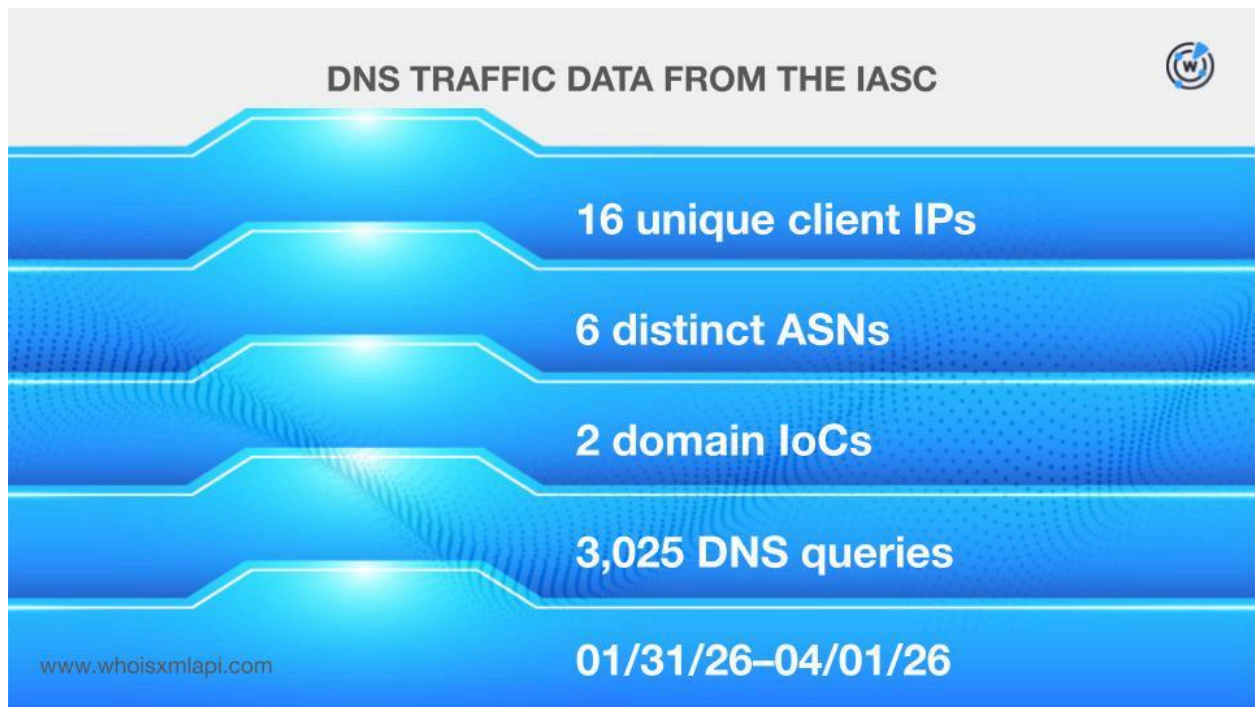 DNS TRAFFIC DATA FROM THE IASC
W
16 unique client IPs
6 distinct ASNs
2 domain IoCs
3,025 DNS queries
01/31/26–04/01/26
www.whoisxmlapi.com